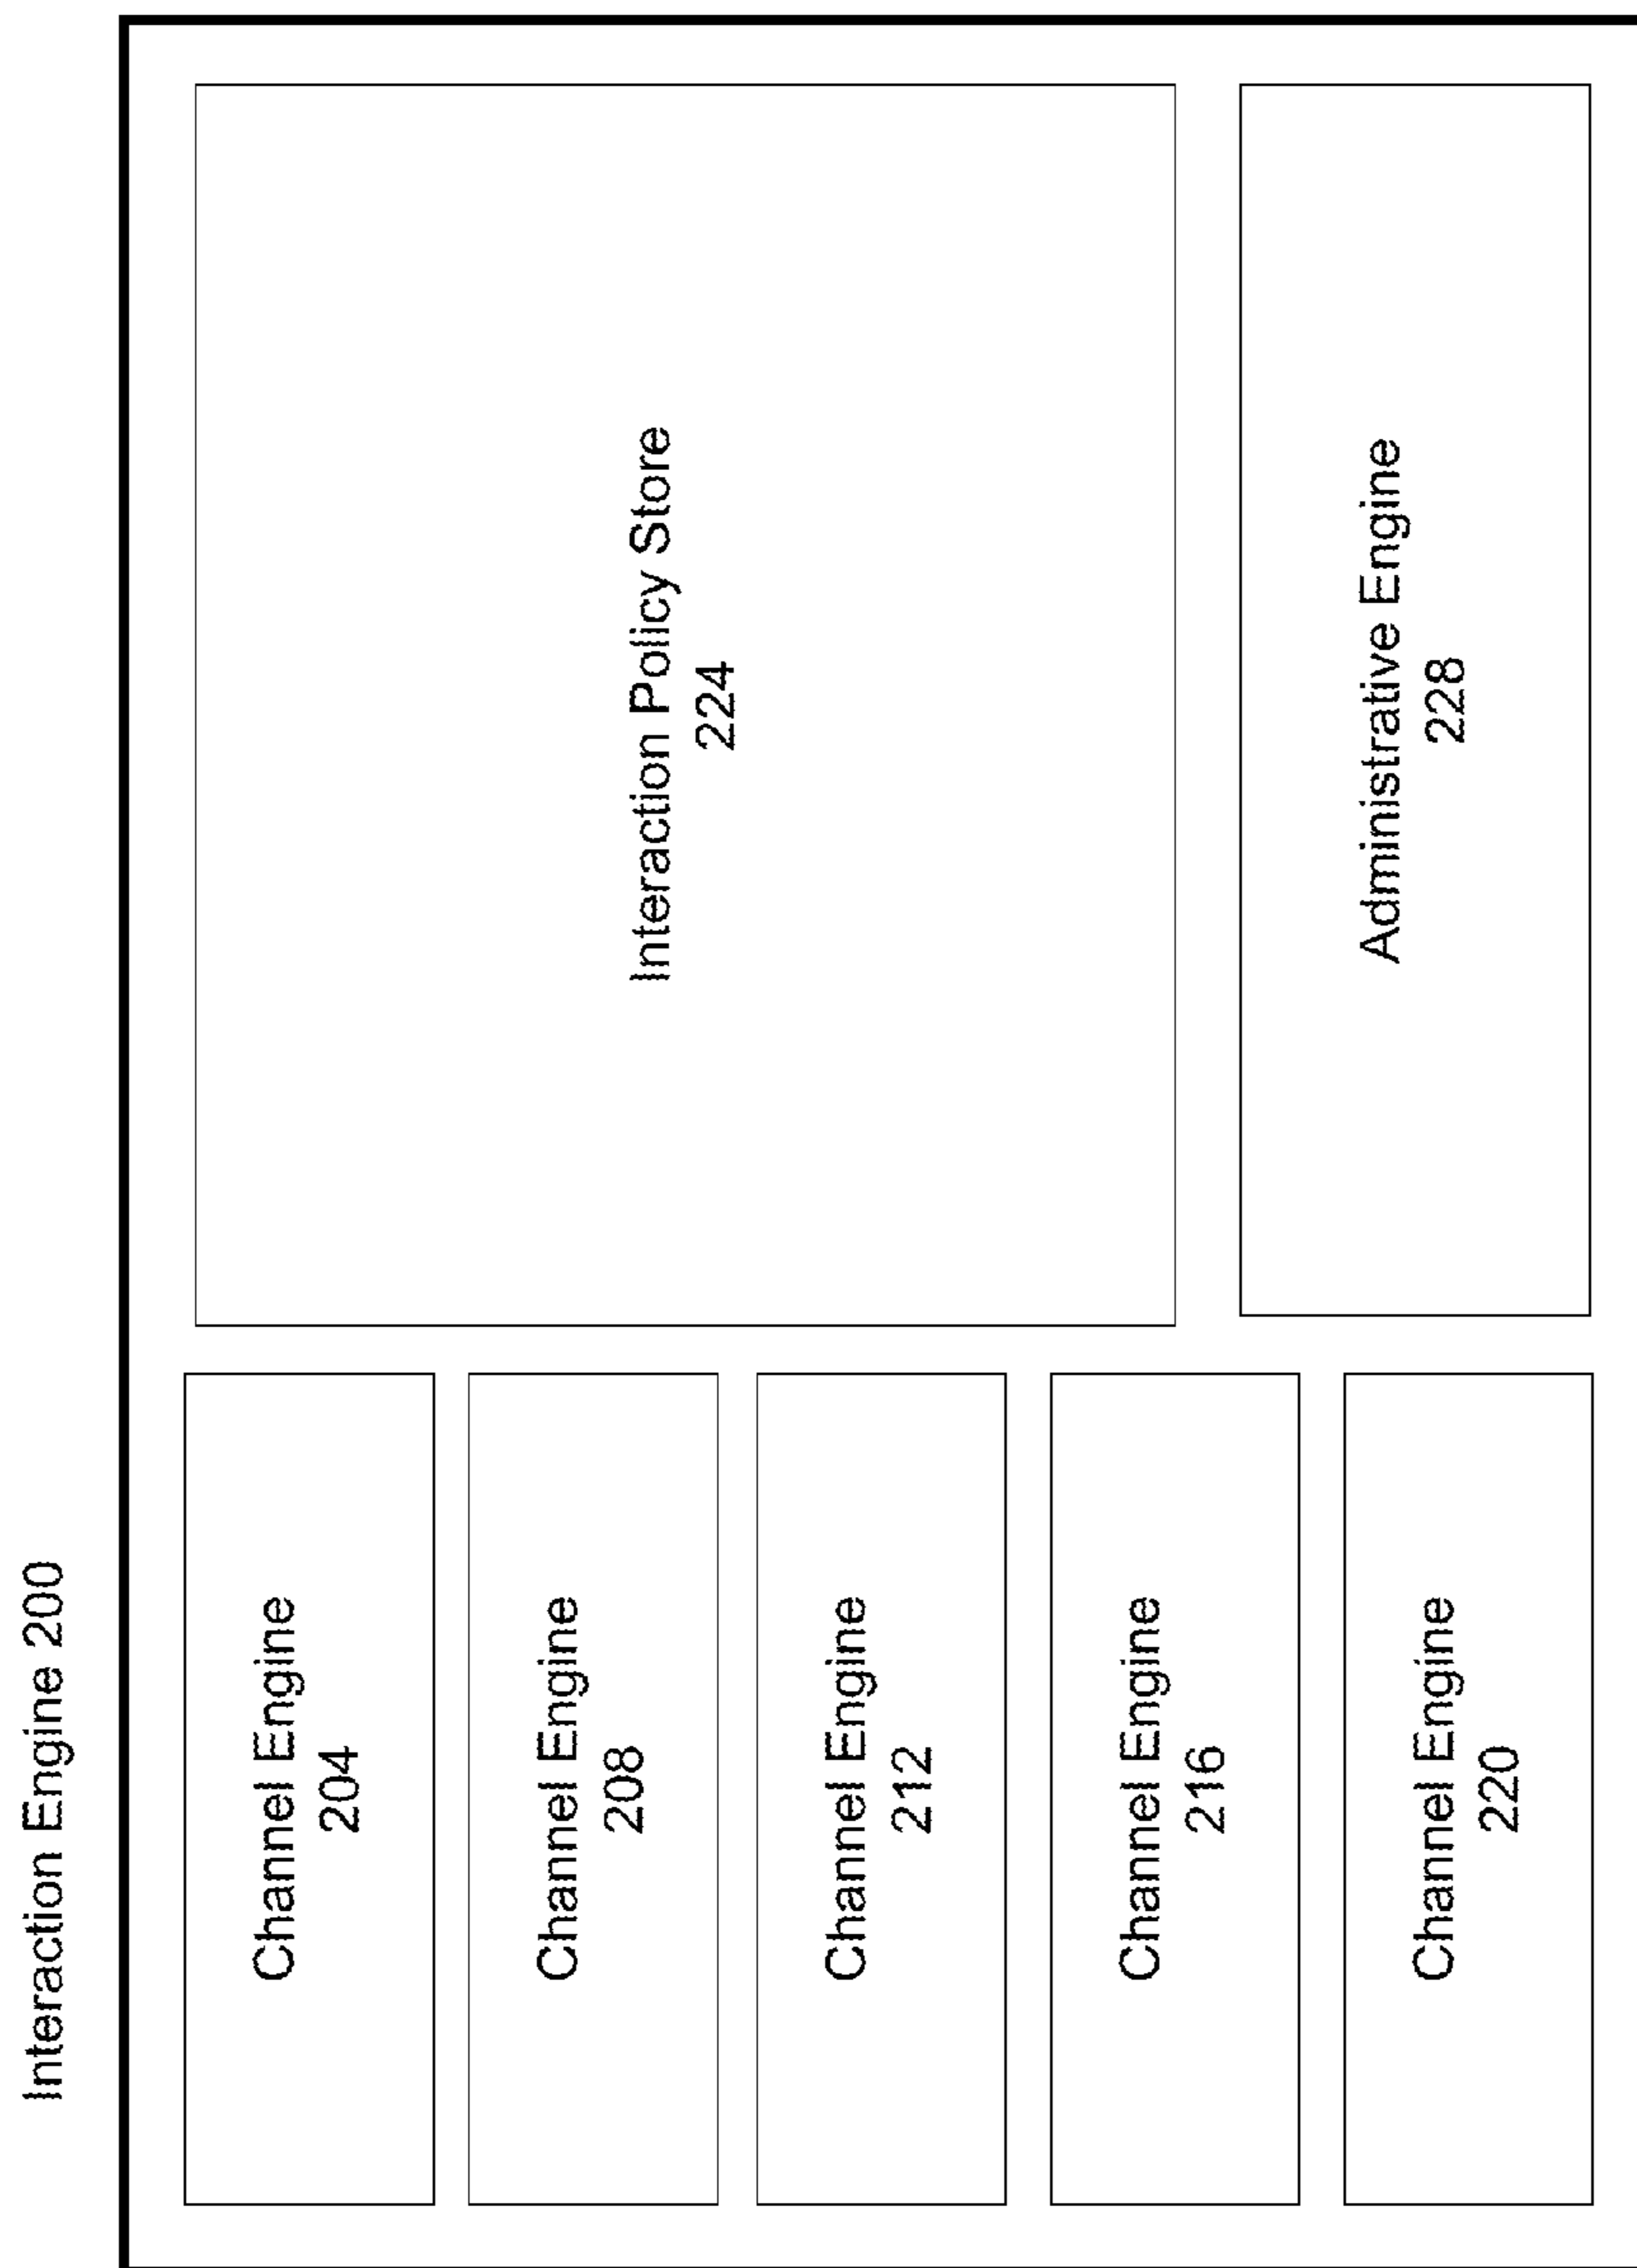 Interaction Engine 200
Channel Engine
204
Channel Engine
208
Channel Engine
212
Channel Engine
216
Channel Engine
220
Interaction Policy Store
224
Administrative Engine
228